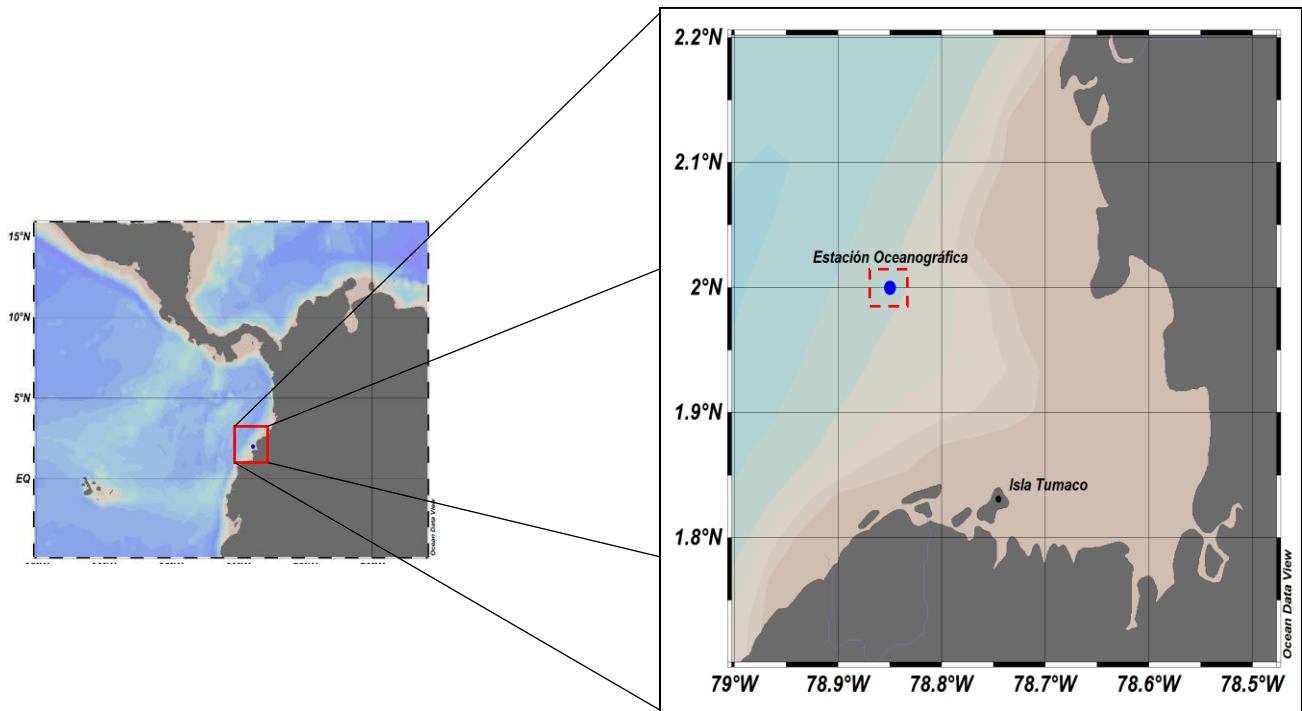 15°N
10°N
5°N
EQ
Ocean Data View
2.2°N
2.1°N
2°N
1.9°N
1.8°N
Estación Oceanográfica
Isla Tumaco
79°W
78.9°W
78.8°W
78.7°W
78.6°W
78.5°W
Ocean Data View